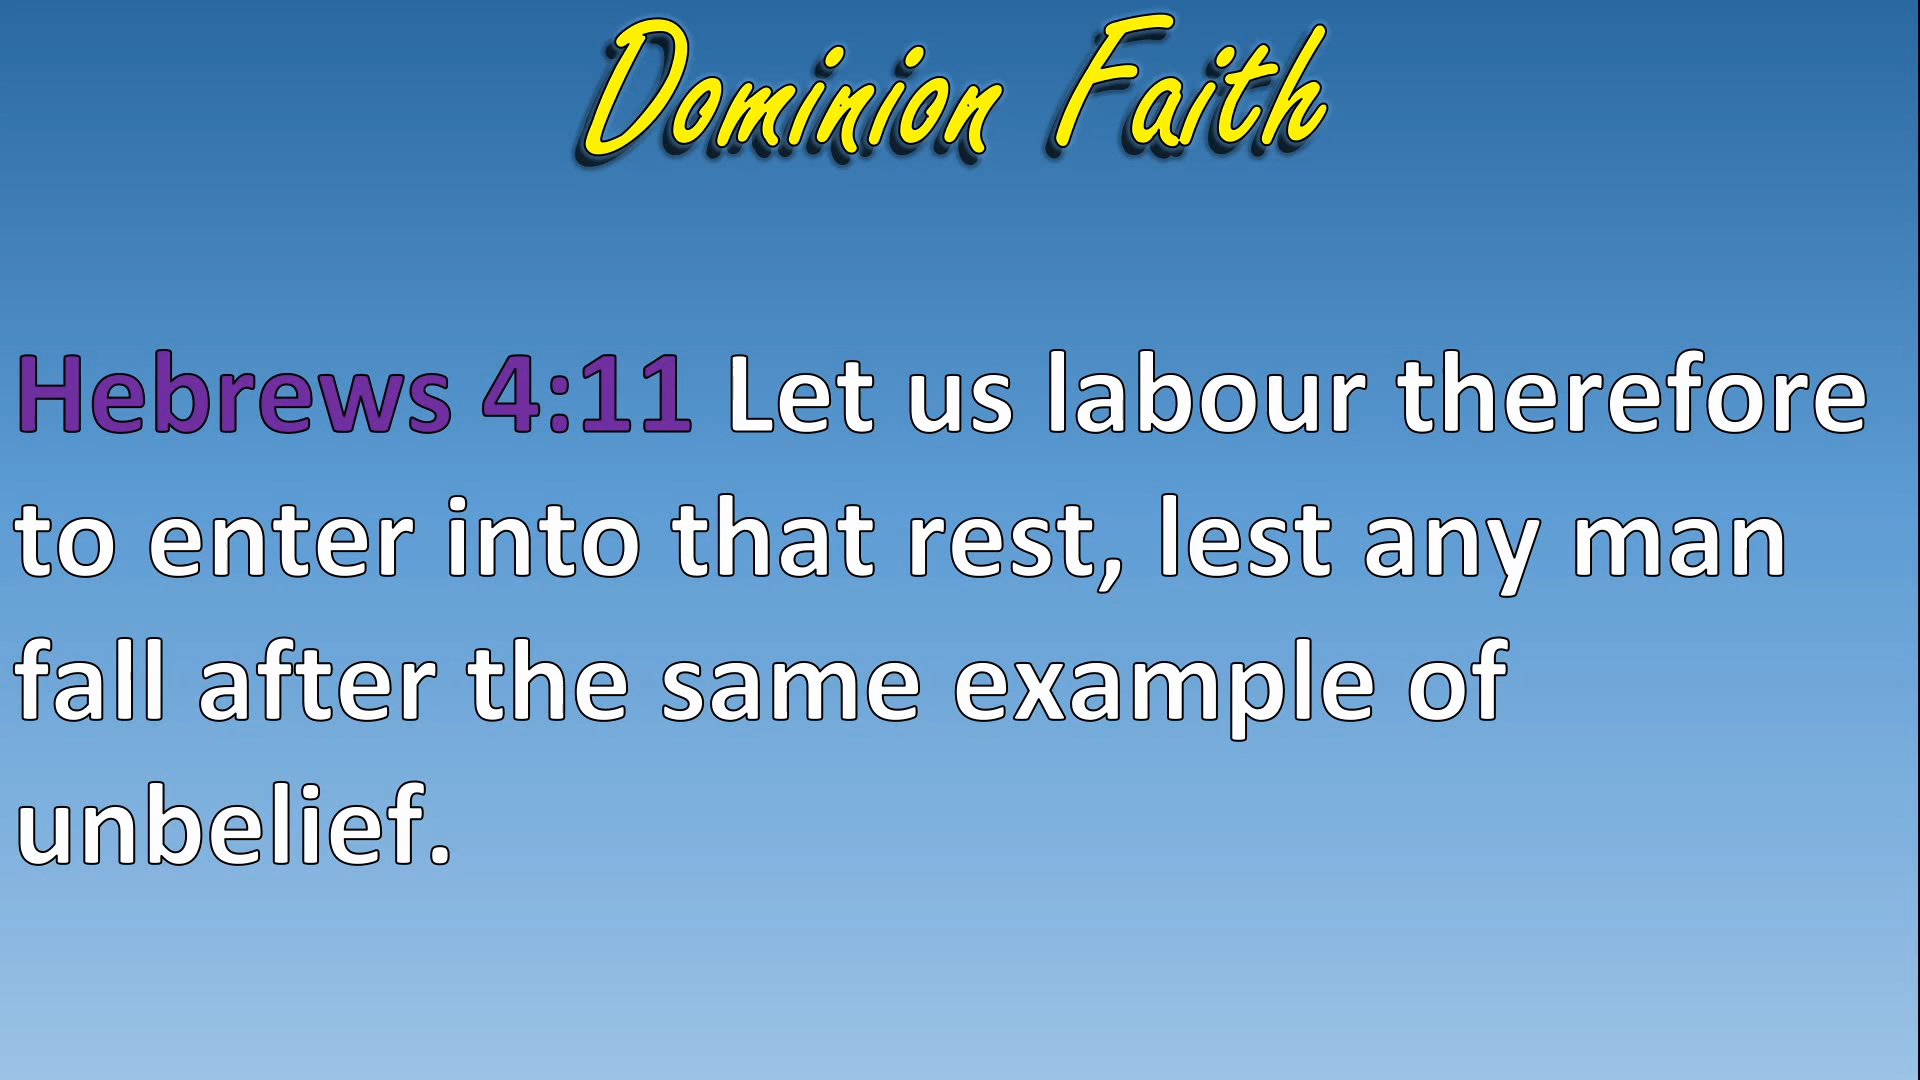 Dominion Faith
Hebrews 4:11 Let us labour therefore
to enter into that rest, lest any man
fall after the same example of
unbelief.